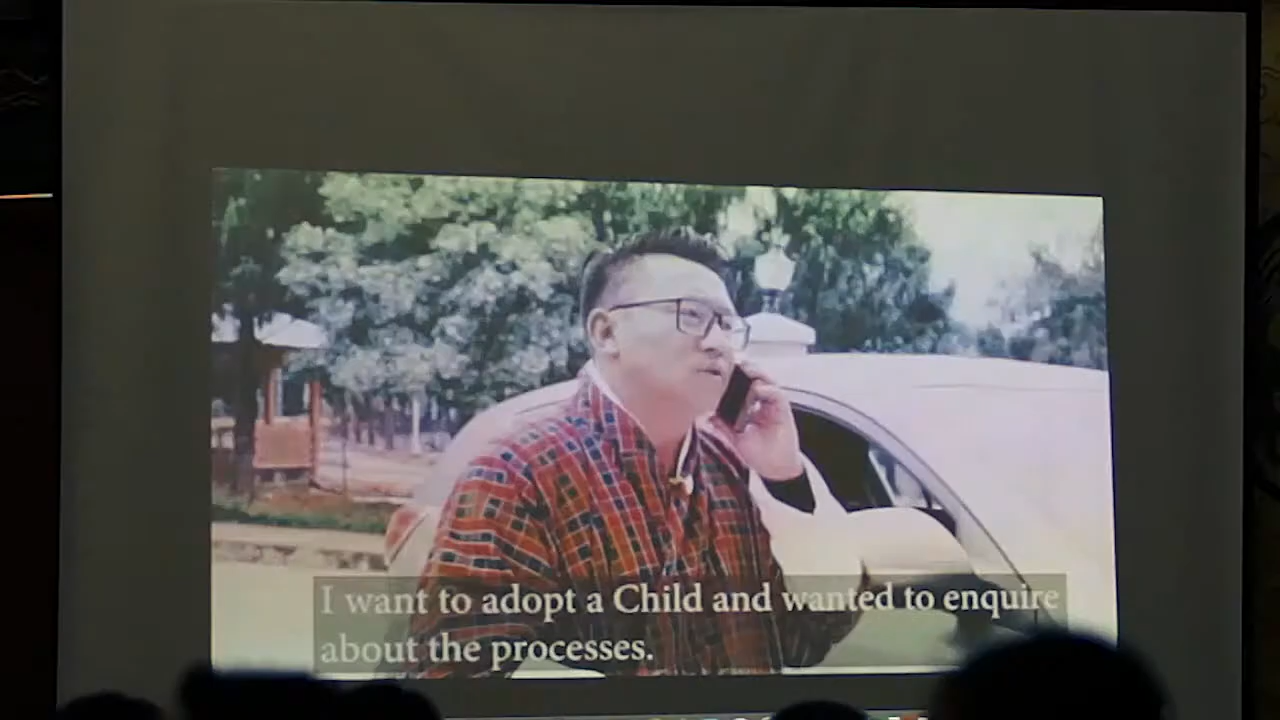 I want to adopt a Child and wanted to enquire
about the processes.